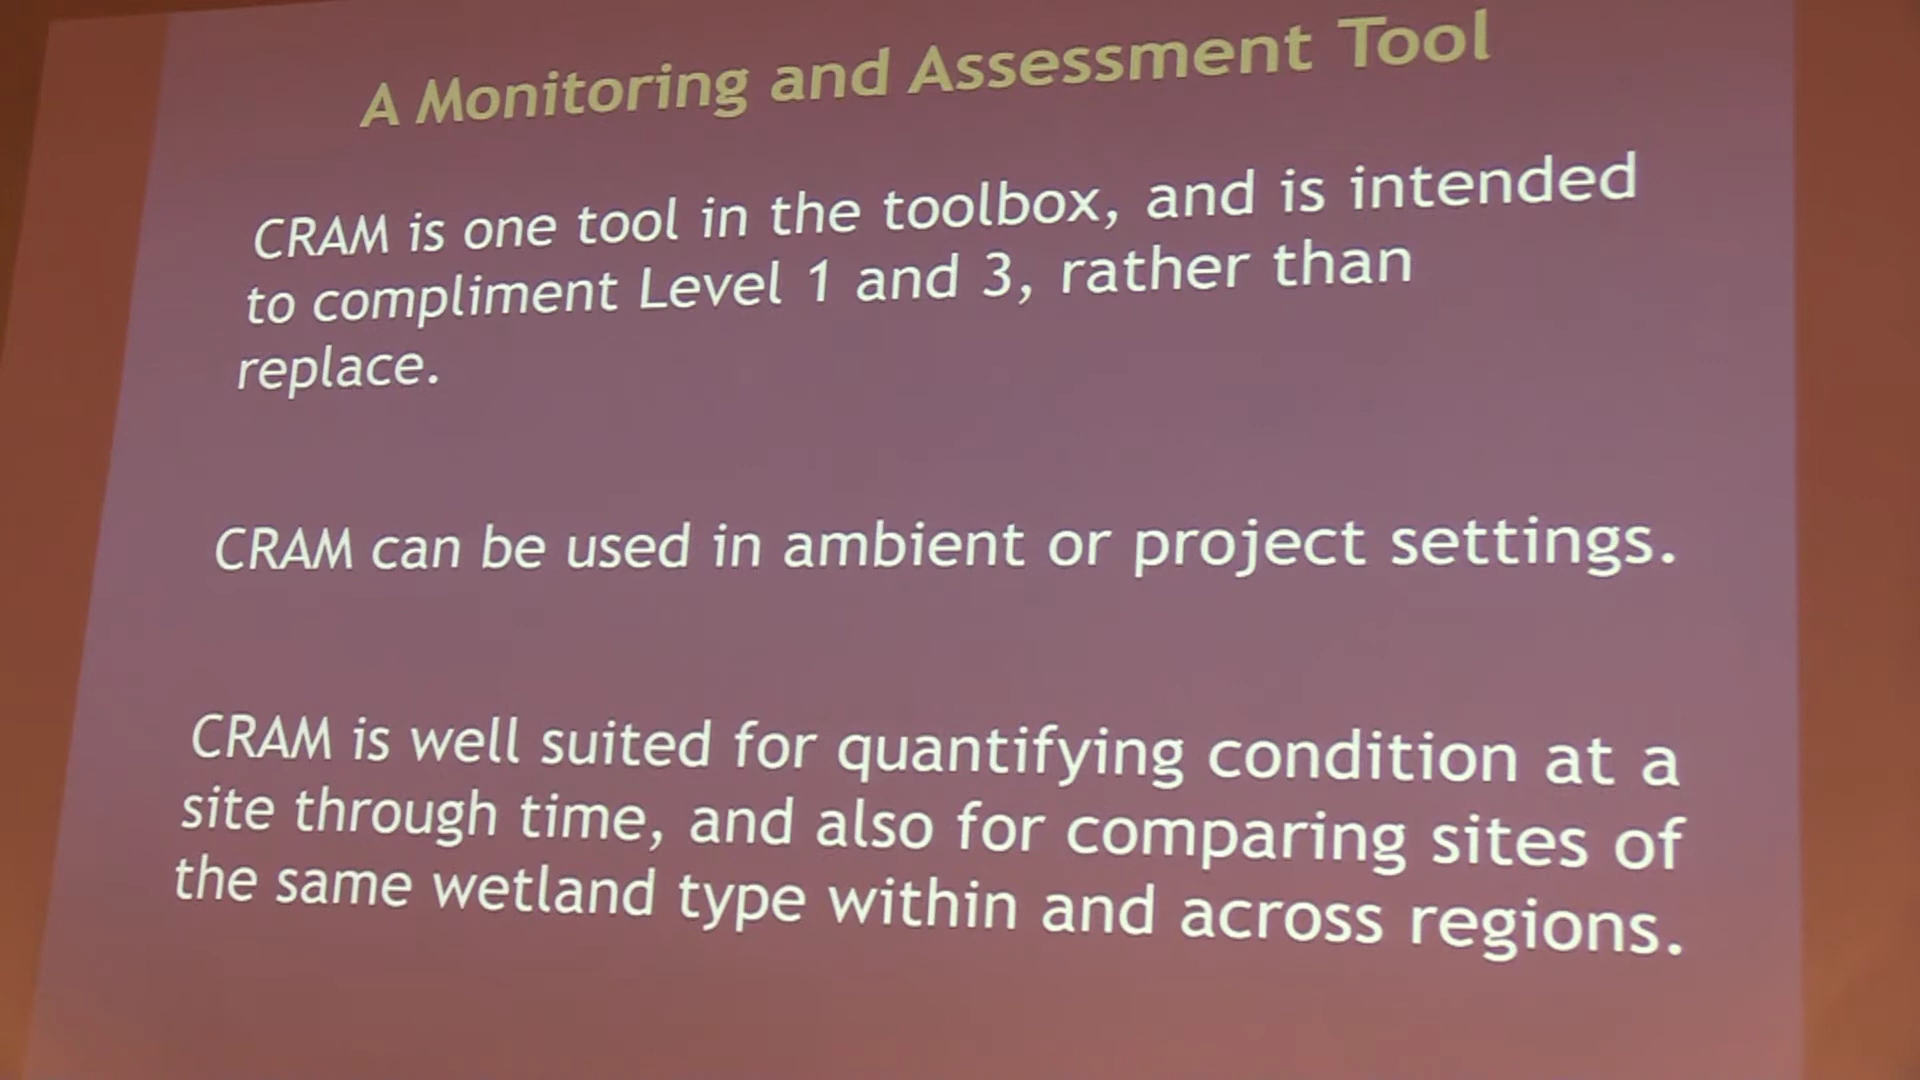 A Monitoring and Assessment Tool
CRAM is one tool in the toolbox, and is intended
to compliment Level 1 and 3, rather than
replace.
CRAM can be used in ambient or project settings.
CRAM is well suited for quantifying condition at a
site through time, and also for comparing sites of
the same wetland type within and across regions.